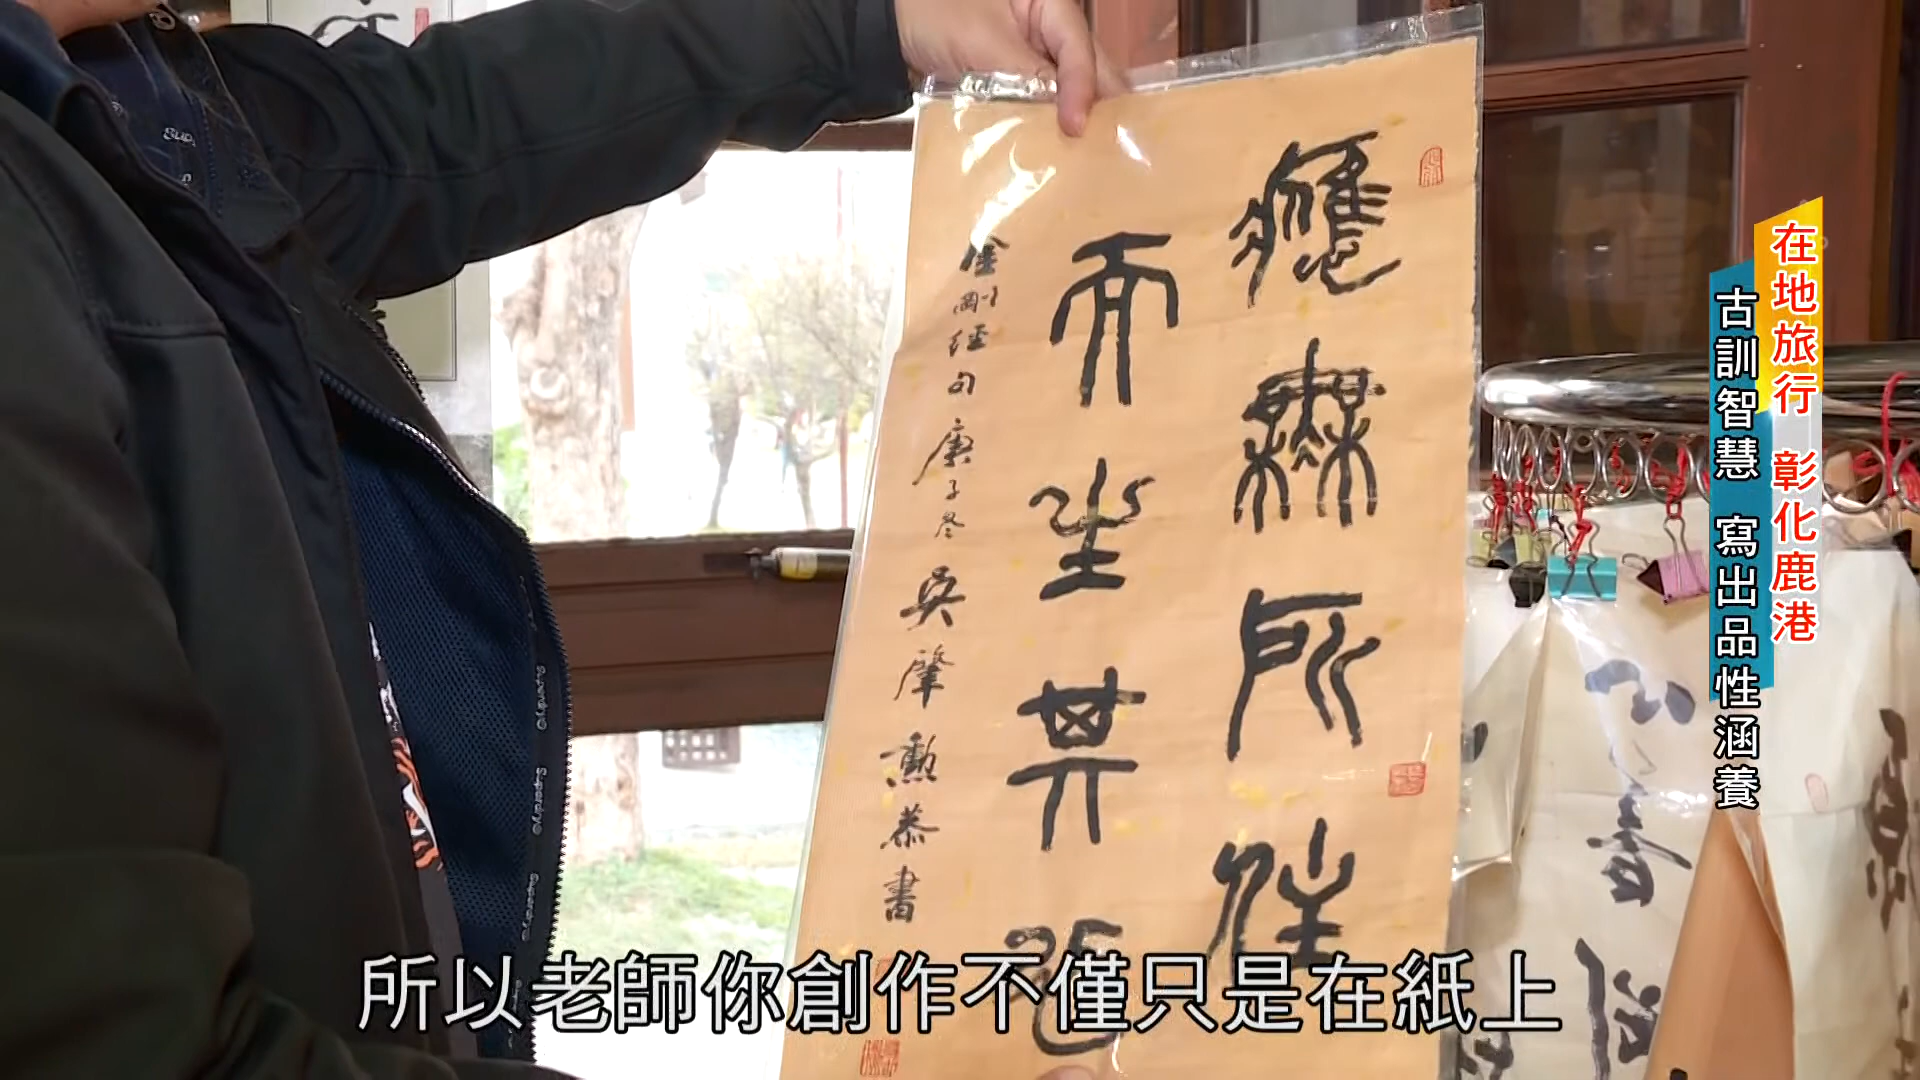 應無所住
而生其心
金剛經句 庚子冬 吳肇勳恭書
在地旅行 彰化鹿港
古訓智慧 寫出品性涵養
所以老師你創作不僅只是在紙上